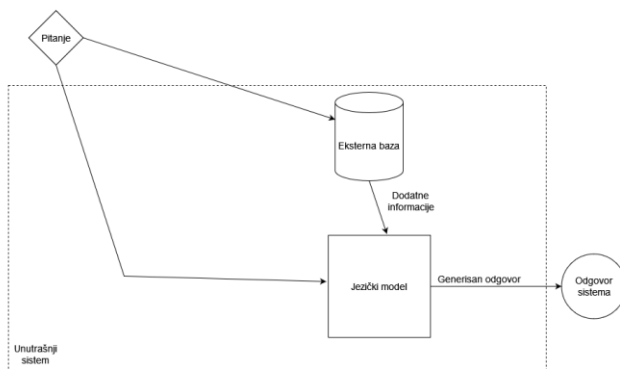 Pitanje
Eksterna baza
Dodatne
informacije
Jezički model
Generisan odgovor
Odgovor
sistema
Unutrašnji
sistem